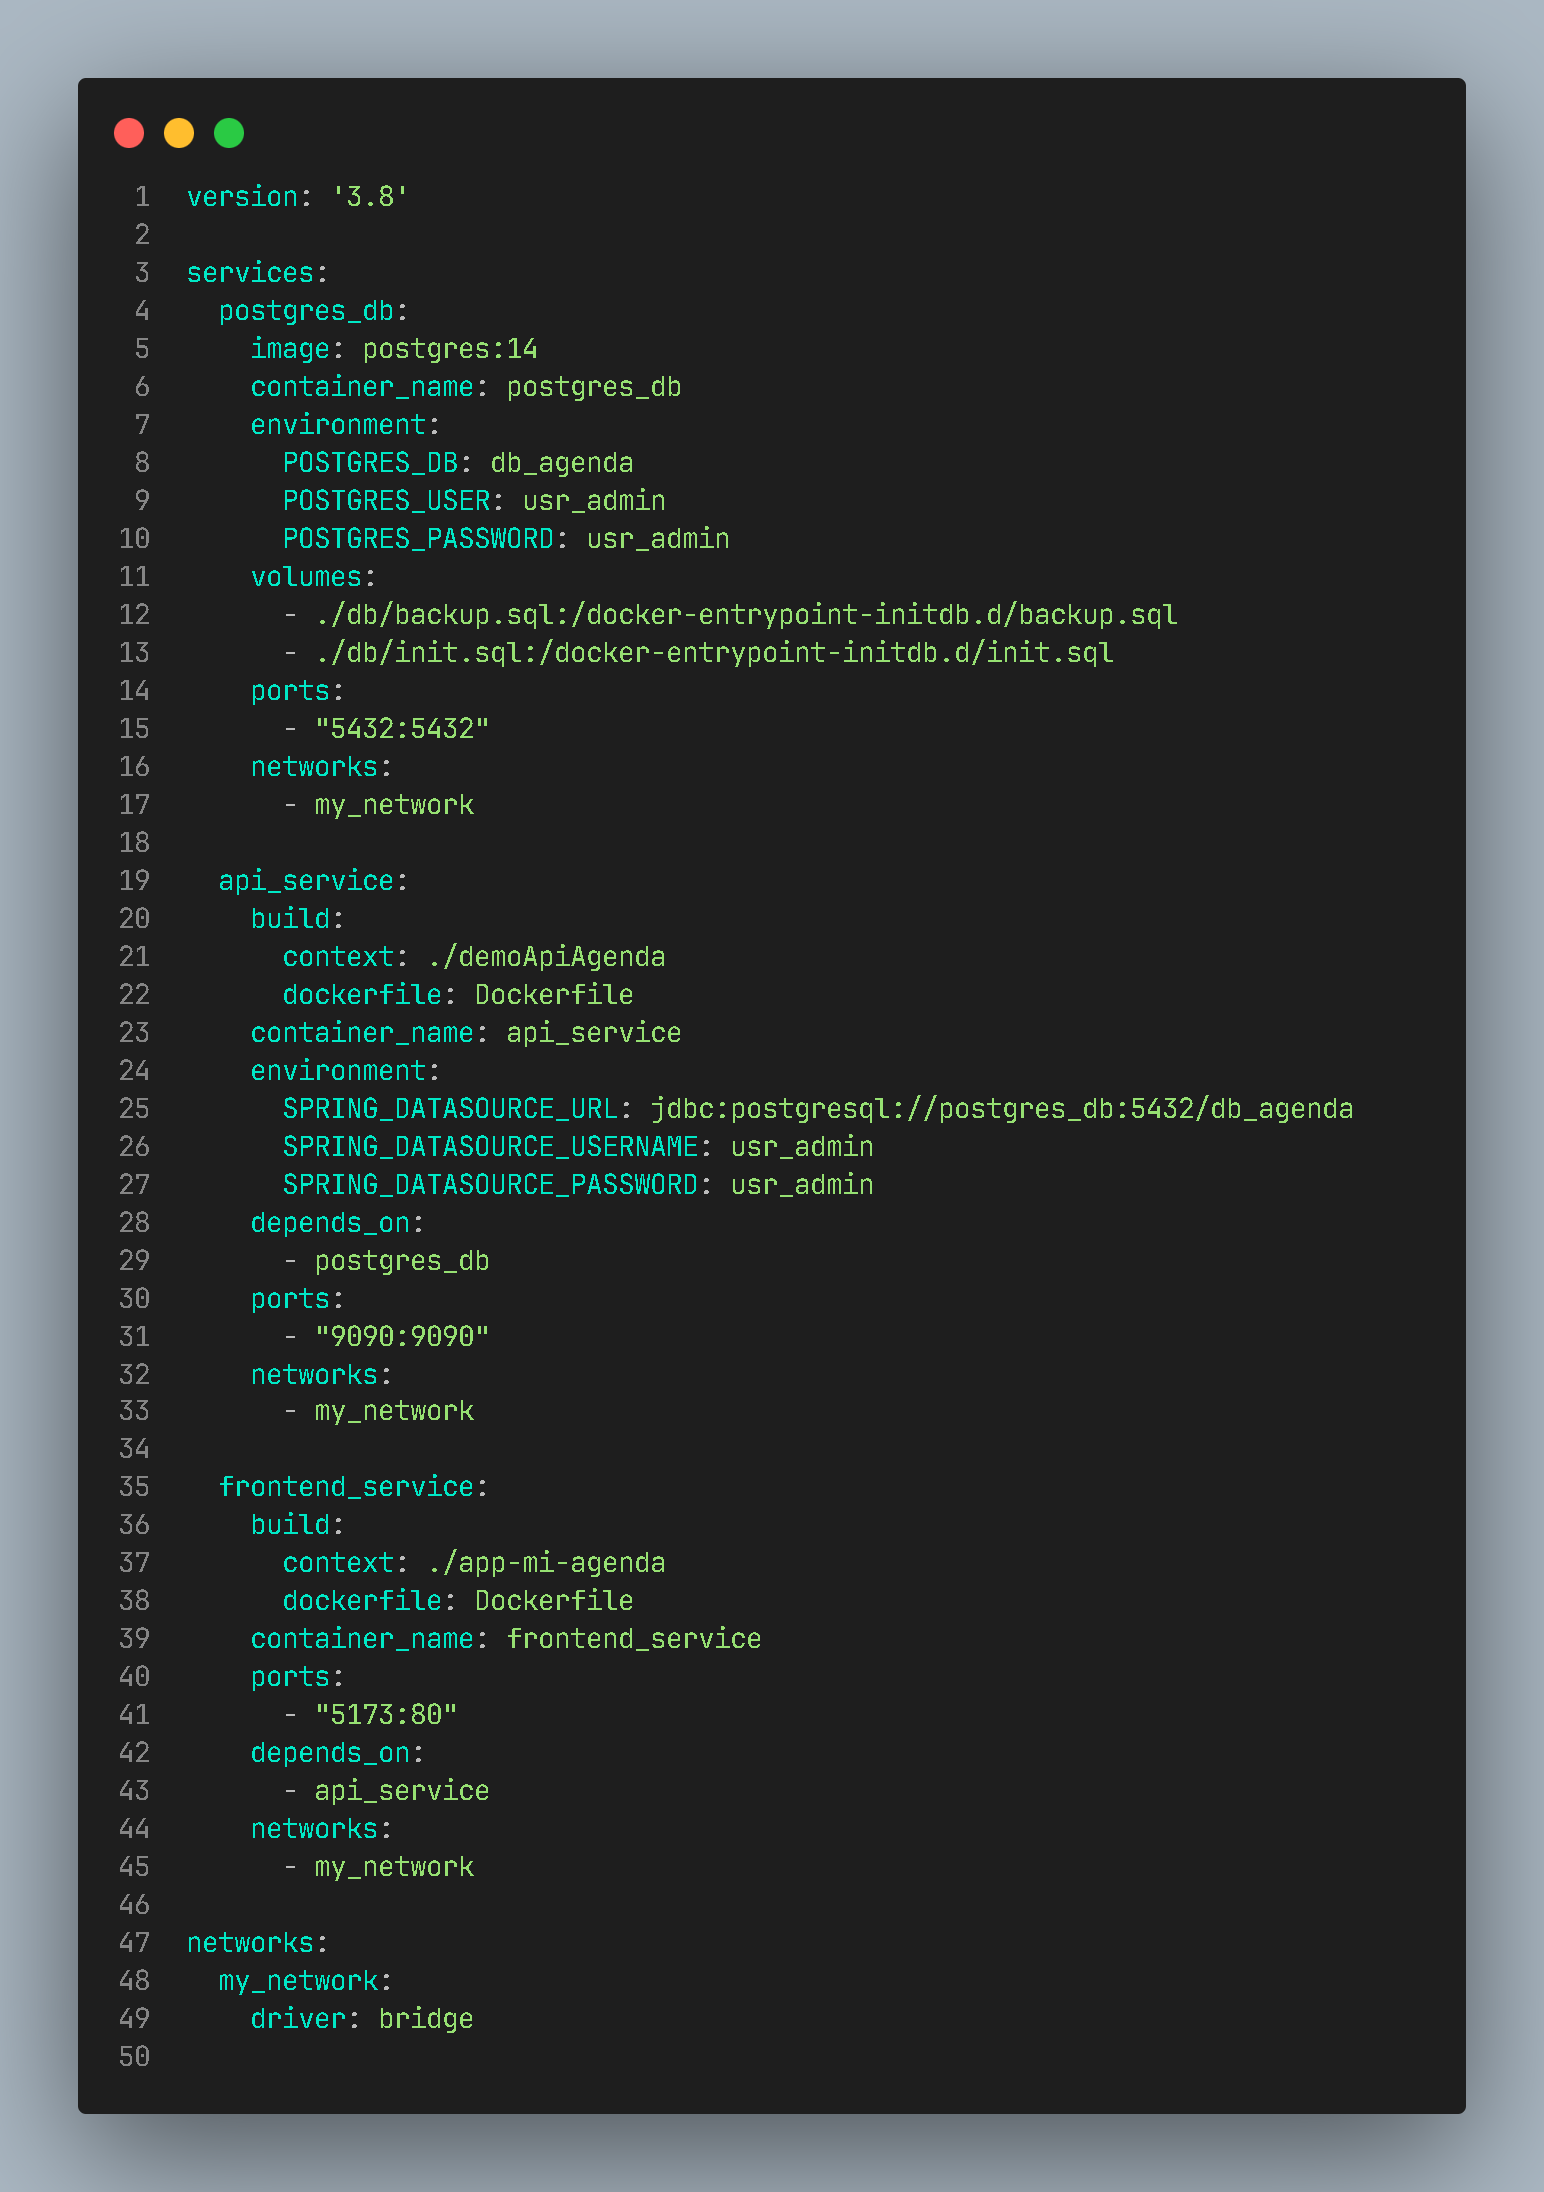 1 version: '3.8'
2
3 services:
4   postgres_db:
5     image: postgres:14
6     container_name: postgres_db
7     environment:
8       POSTGRES_DB: db_agenda
9       POSTGRES_USER: usr_admin
10       POSTGRES_PASSWORD: usr_admin
11     volumes:
12       - ./db/backup.sql:/docker-entrypoint-initdb.d/backup.sql
13       - ./db/init.sql:/docker-entrypoint-initdb.d/init.sql
14     ports:
15       - "5432:5432"
16     networks:
17       - my_network
18
19   api_service:
20     build:
21       context: ./demoApiAgenda
22       dockerfile: Dockerfile
23     container_name: api_service
24     environment:
25       SPRING_DATASOURCE_URL: jdbc:postgresql://postgres_db:5432/db_agenda
26       SPRING_DATASOURCE_USERNAME: usr_admin
27       SPRING_DATASOURCE_PASSWORD: usr_admin
28     depends_on:
29       - postgres_db
30     ports:
31       - "9090:9090"
32     networks:
33       - my_network
34
35   frontend_service:
36     build:
37       context: ./app-mi-agenda
38       dockerfile: Dockerfile
39     container_name: frontend_service
40     ports:
41       - "5173:80"
42     depends_on:
43       - api_service
44     networks:
45       - my_network
46
47 networks:
48   my_network:
49     driver: bridge
50